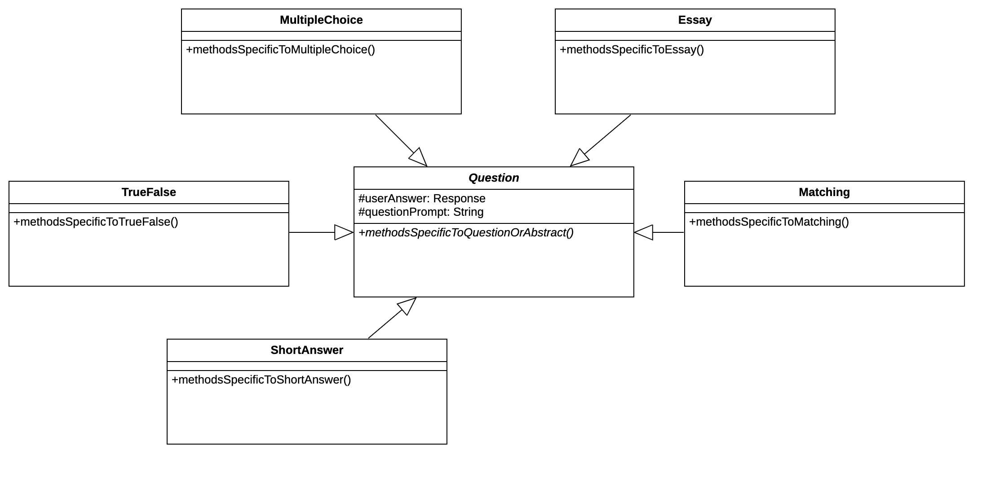 MultipleChoice
+methodsSpecificToMultipleChoice()
Essay
+methodsSpecificToEssay()
TrueFalse
+methodsSpecificToTrueFalse()
Question
#userAnswer: Response
#questionPrompt: String
+methodsSpecificToQuestionOrAbstract()
Matching
+methodsSpecificToMatching()
ShortAnswer
+methodsSpecificToShortAnswer()